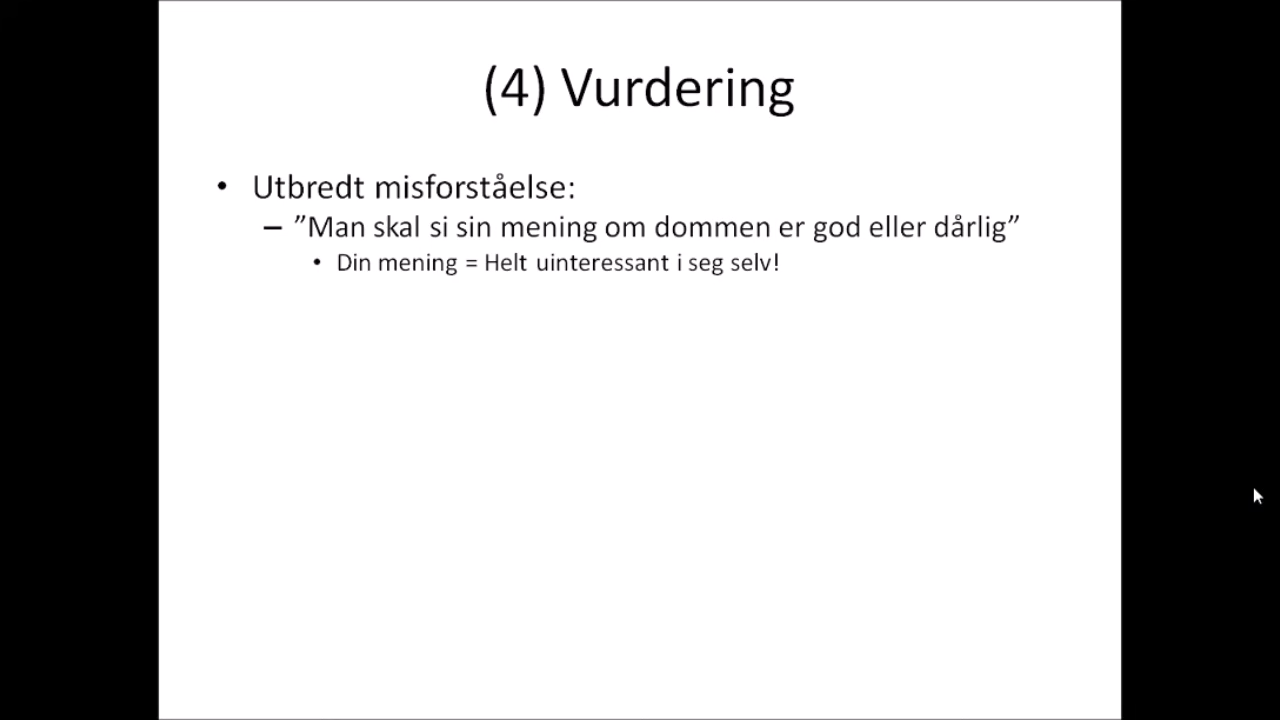 (4) Vurdering
• Utbredt misforståelse:
– ”Man skal si sin mening om dommen er god eller dårlig”
• Din mening = Helt uinteressant i seg selv!